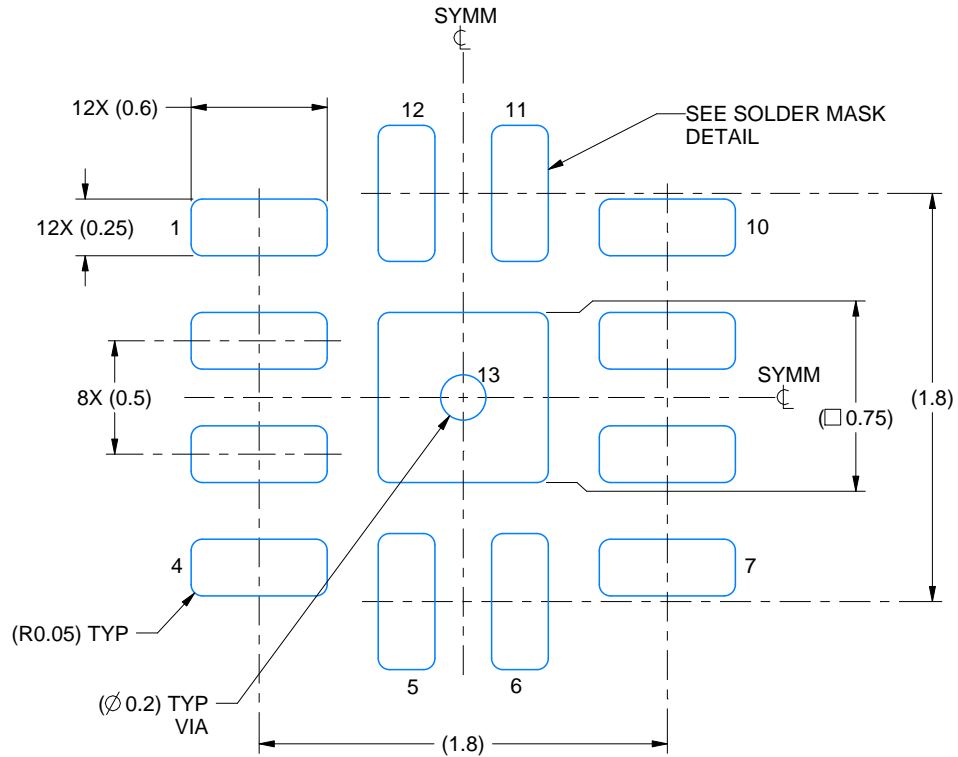 SYMM
℄
12X (0.6)
12
11
SEE SOLDER MASK
DETAIL
12X (0.25)
1
10
13
SYMM
℄
8X (0.5)
(□ 0.75)
(1.8)
4
7
(R0.05) TYP
5
6
(∅ 0.2) TYP
VIA
(1.8)